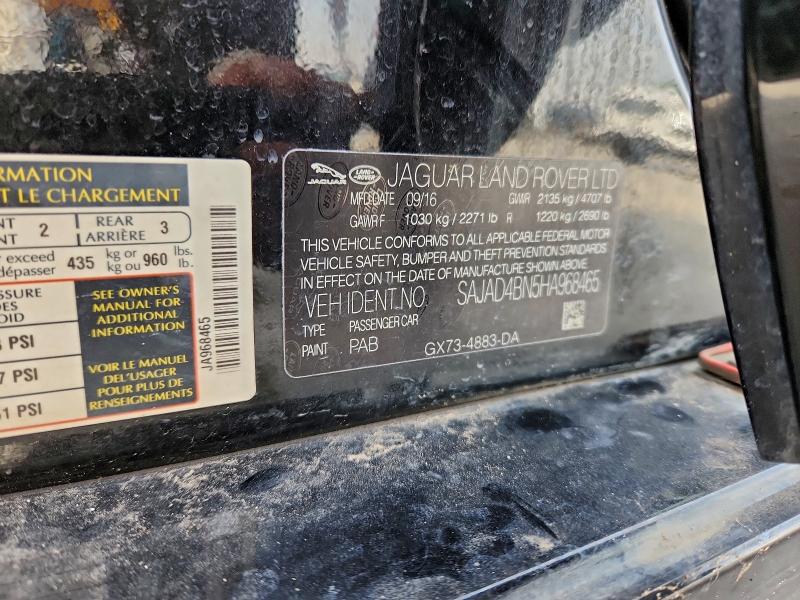 RMATION
T LE CHARGEMENT
NT 2 REAR 3
NT ARRIÈRE
exceed 435 kg or 960 lbs.
dépasser kg ou lb.
SSURE
DES
OID
PSI
7 PSI
51 PSI
SEE OWNER'S
MANUAL FOR
ADDITIONAL
INFORMATION
VOIR LE MANUEL
DEL'USAGER
POUR PLUS DE
RENSEIGNEMENTS
JA968465
JAGUAR LAND ROVER JAGUAR LAND ROVER LTD
MFD DATE 09/16 GVWR 2135 kg / 4707 lb
GAWR F 1030 kg / 2271 lb R 1220 kg / 2690 lb
THIS VEHICLE CONFORMS TO ALL APPLICABLE FEDERAL MOTOR
VEHICLE SAFETY, BUMPER AND THEFT PREVENTION STANDARDS
IN EFFECT ON THE DATE OF MANUFACTURE SHOWN ABOVE.
VEH IDENT.NO SAJAD4BN5HA968465
TYPE PASSENGER CAR
PAINT PAB GX73-4883-DA